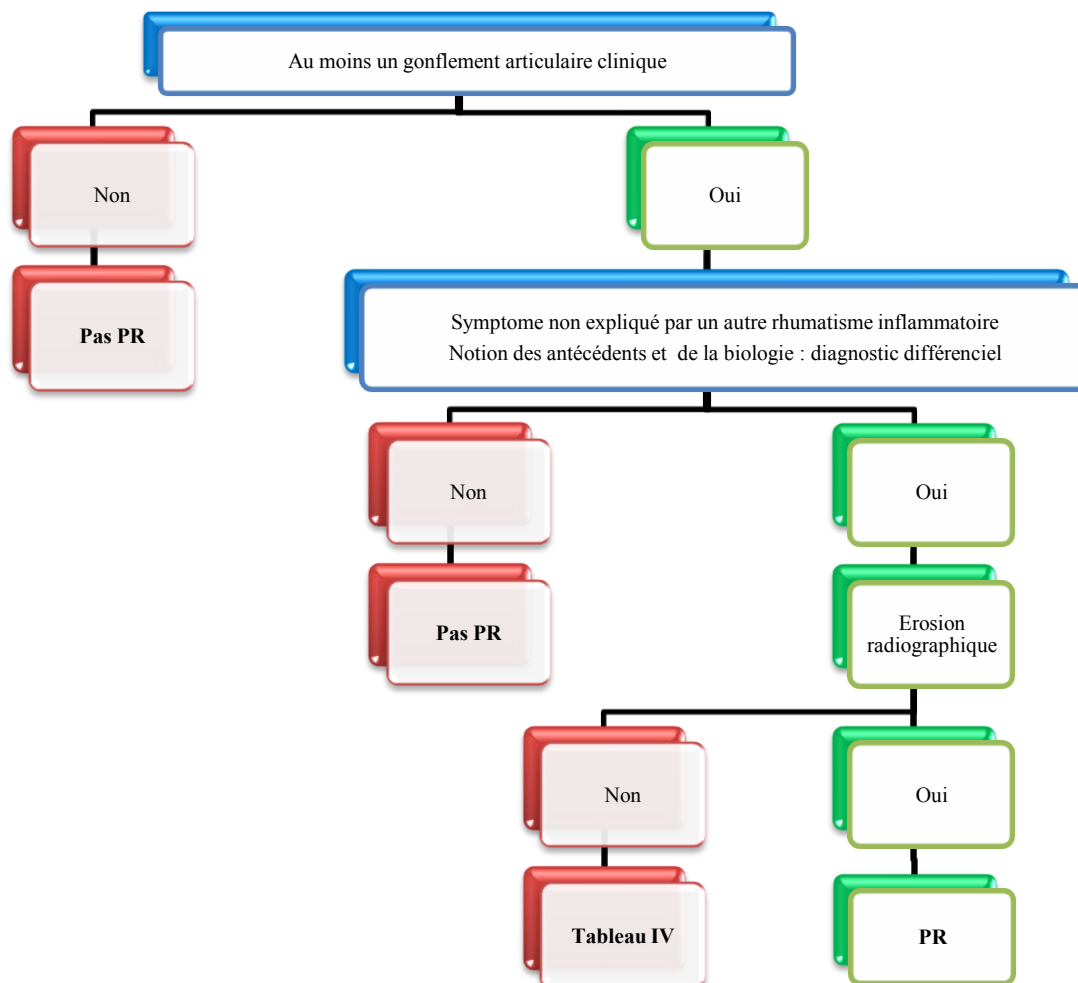 Au moins un gonflement articulaire clinique
Non
Oui
Pas PR
Symptome non expliqué par un autre rhumatisme inflammatoire
Notion des antécédents et de la biologie : diagnostic différenciel
Non
Oui
Pas PR
Erosion
radiographique
Non
Oui
Tableau IV
PR